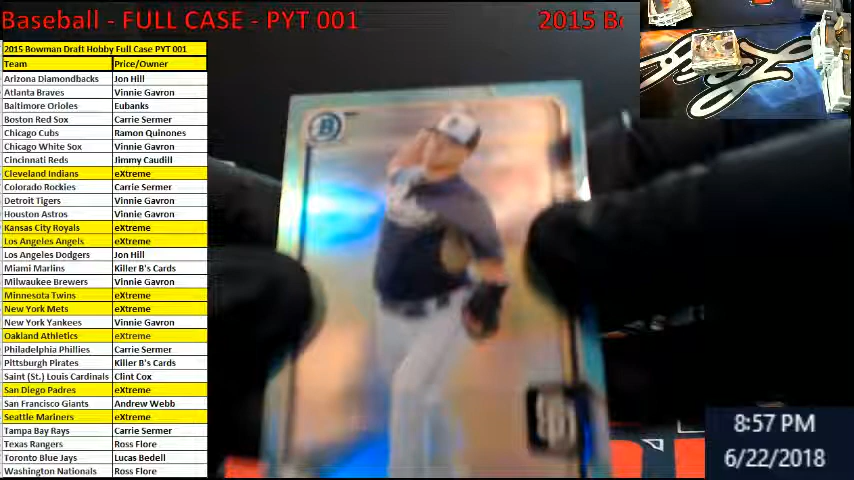 Baseball - FULL CASE - PYT 001
2015 B
2015 Bowman Draft Hobby Full Case PYT 001
Team Price/Owner
Arizona Diamondbacks Jon Hill
Atlanta Braves Vinnie Gavron
Baltimore Orioles Eubanks
Boston Red Sox Carrie Sermer
Chicago Cubs Ramon Quinones
Chicago White Sox Vinnie Gavron
Cincinnati Reds Jimmy Caudill
Cleveland Indians eXtreme
Colorado Rockies Carrie Sermer
Detroit Tigers Vinnie Gavron
Houston Astros Vinnie Gavron
Kansas City Royals eXtreme
Los Angeles Angels eXtreme
Los Angeles Dodgers Jon Hill
Miami Marlins Killer B's Cards
Milwaukee Brewers Vinnie Gavron
Minnesota Twins eXtreme
New York Mets eXtreme
New York Yankees Vinnie Gavron
Oakland Athletics eXtreme
Philadelphia Phillies Carrie Sermer
Pittsburgh Pirates Killer B's Cards
Saint (St.) Louis Cardinals Clint Cox
San Diego Padres eXtreme
San Francisco Giants Andrew Webb
Seattle Mariners eXtreme
Tampa Bay Rays Carrie Sermer
Texas Rangers Ross Flore
Toronto Blue Jays Lucas Bedell
Washington Nationals Ross Flore
B
8:57 PM
6/22/2018